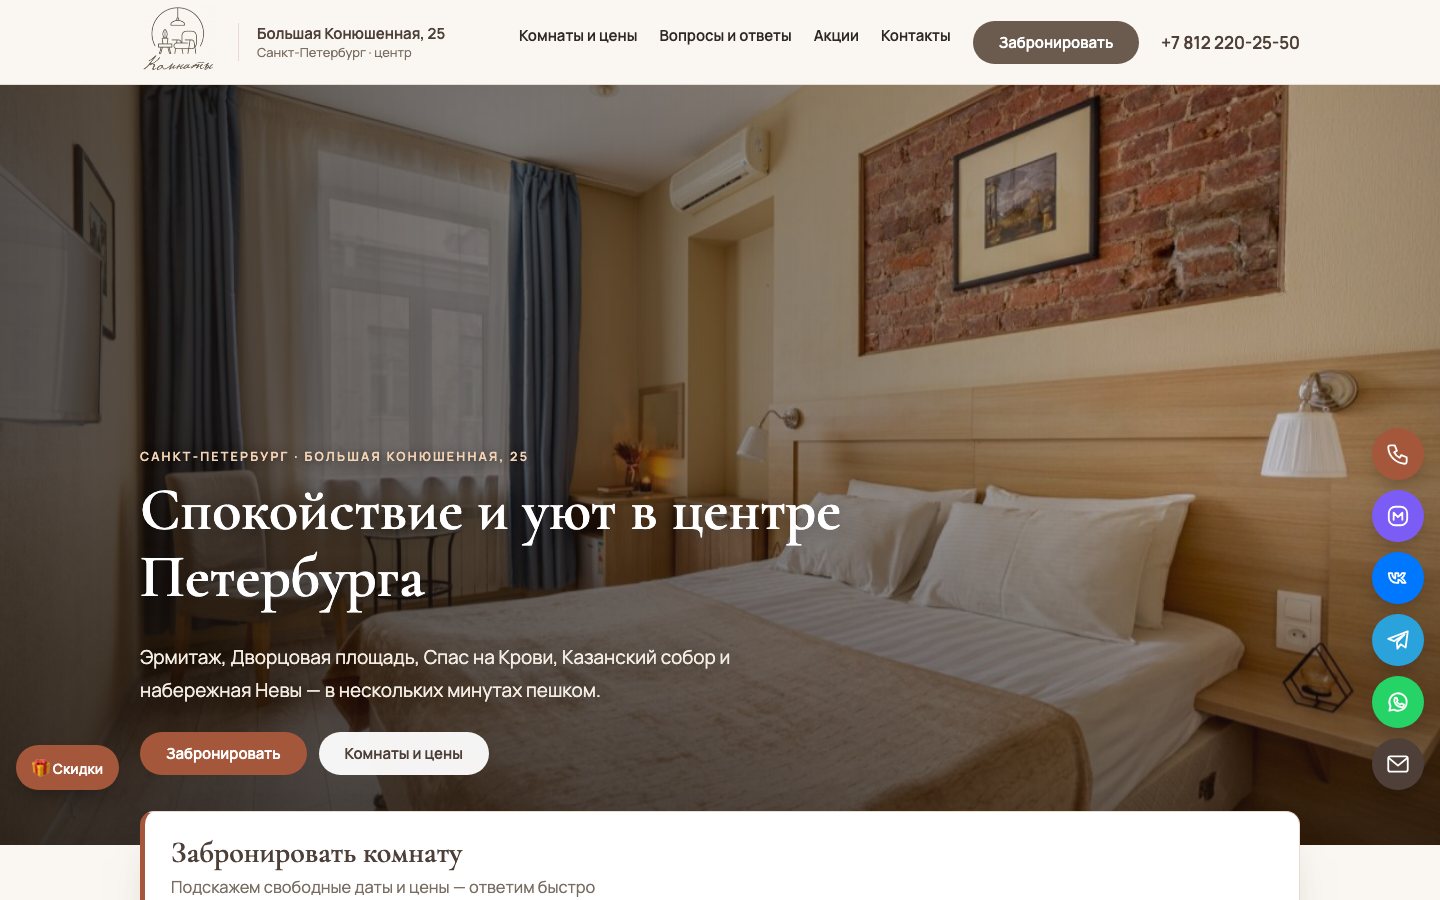 Комнаты
Большая Конюшенная, 25
Санкт-Петербург · центр
Комнаты и цены
Вопросы и ответы
Акции
Контакты
Забронировать
+7 812 220-25-50
САНКТ-ПЕТЕРБУРГ · БОЛЬШАЯ КОНЮШЕННАЯ, 25
Спокойствие и уют в центре
Петербурга
Эрмитаж, Дворцовая площадь, Спас на Крови, Казанский собор и
набережная Невы — в нескольких минутах пешком.
Забронировать
Комнаты и цены
Скидки
Забронировать комнату
Подскажем свободные даты и цены — ответим быстро